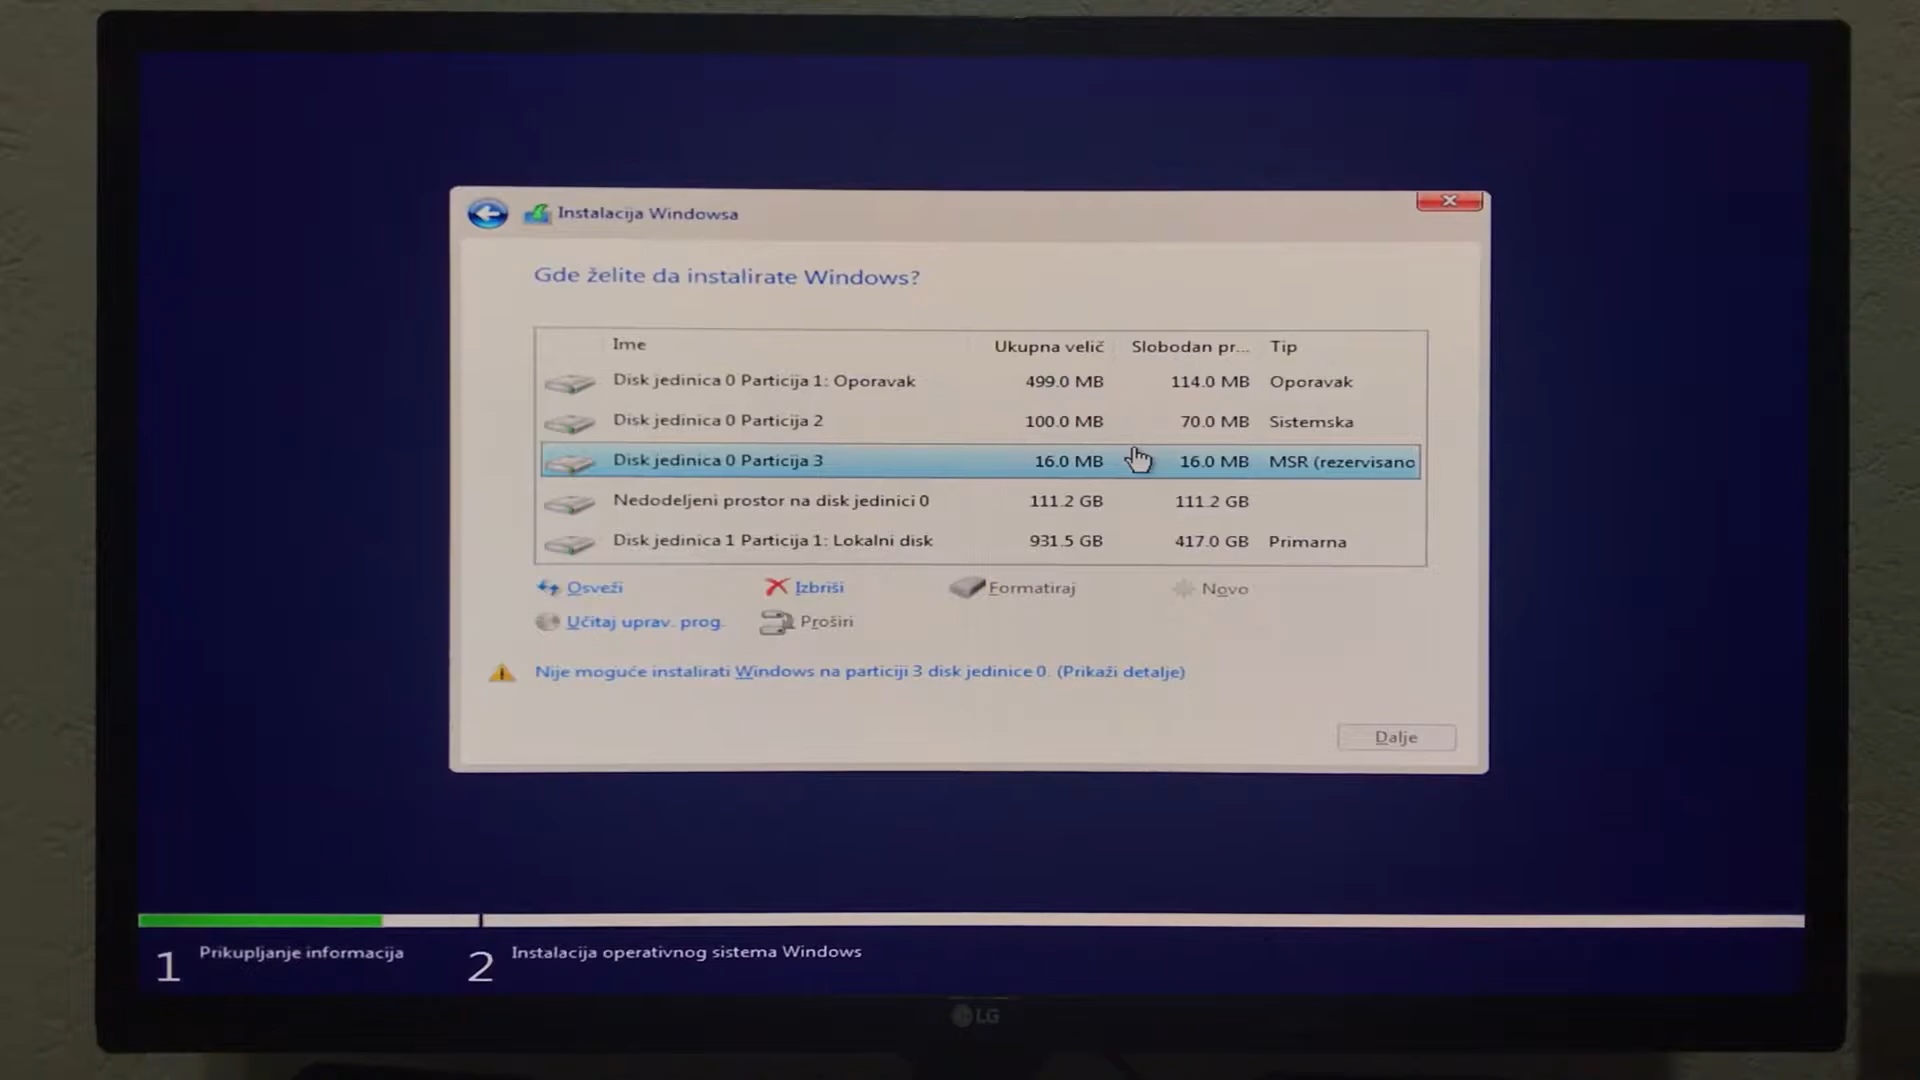 Instalacija Windowsa
Gde želite da instalirate Windows?
Ime Ukupna velič Slobodan pr... Tip
Disk jedinica 0 Particija 1: Oporavak 499.0 MB 114.0 MB Oporavak
Disk jedinica 0 Particija 2 100.0 MB 70.0 MB Sistemska
Disk jedinica 0 Particija 3 16.0 MB 16.0 MB MSR (rezervisano
Nedodeljeni prostor na disk jedinici 0 111.2 GB 111.2 GB
Disk jedinica 1 Particija 1: Lokalni disk 931.5 GB 417.0 GB Primarna
Osveži Izbriši Formatiraj Novo
Učitaj uprav. prog. Proširi
Nije moguće instalirati Windows na particiji 3 disk jedinice 0. (Prikaži detalje)
Dalje
1 Prikupljanje informacija 2 Instalacija operativnog sistema Windows
LG